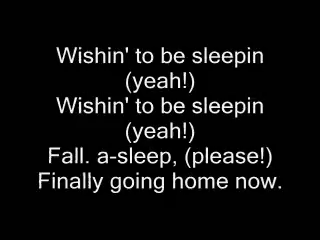 Wishin' to be sleepin
(yeah!)
Wishin' to be sleepin
(yeah!)
Fall. a-sleep, (please!)
Finally going home now.